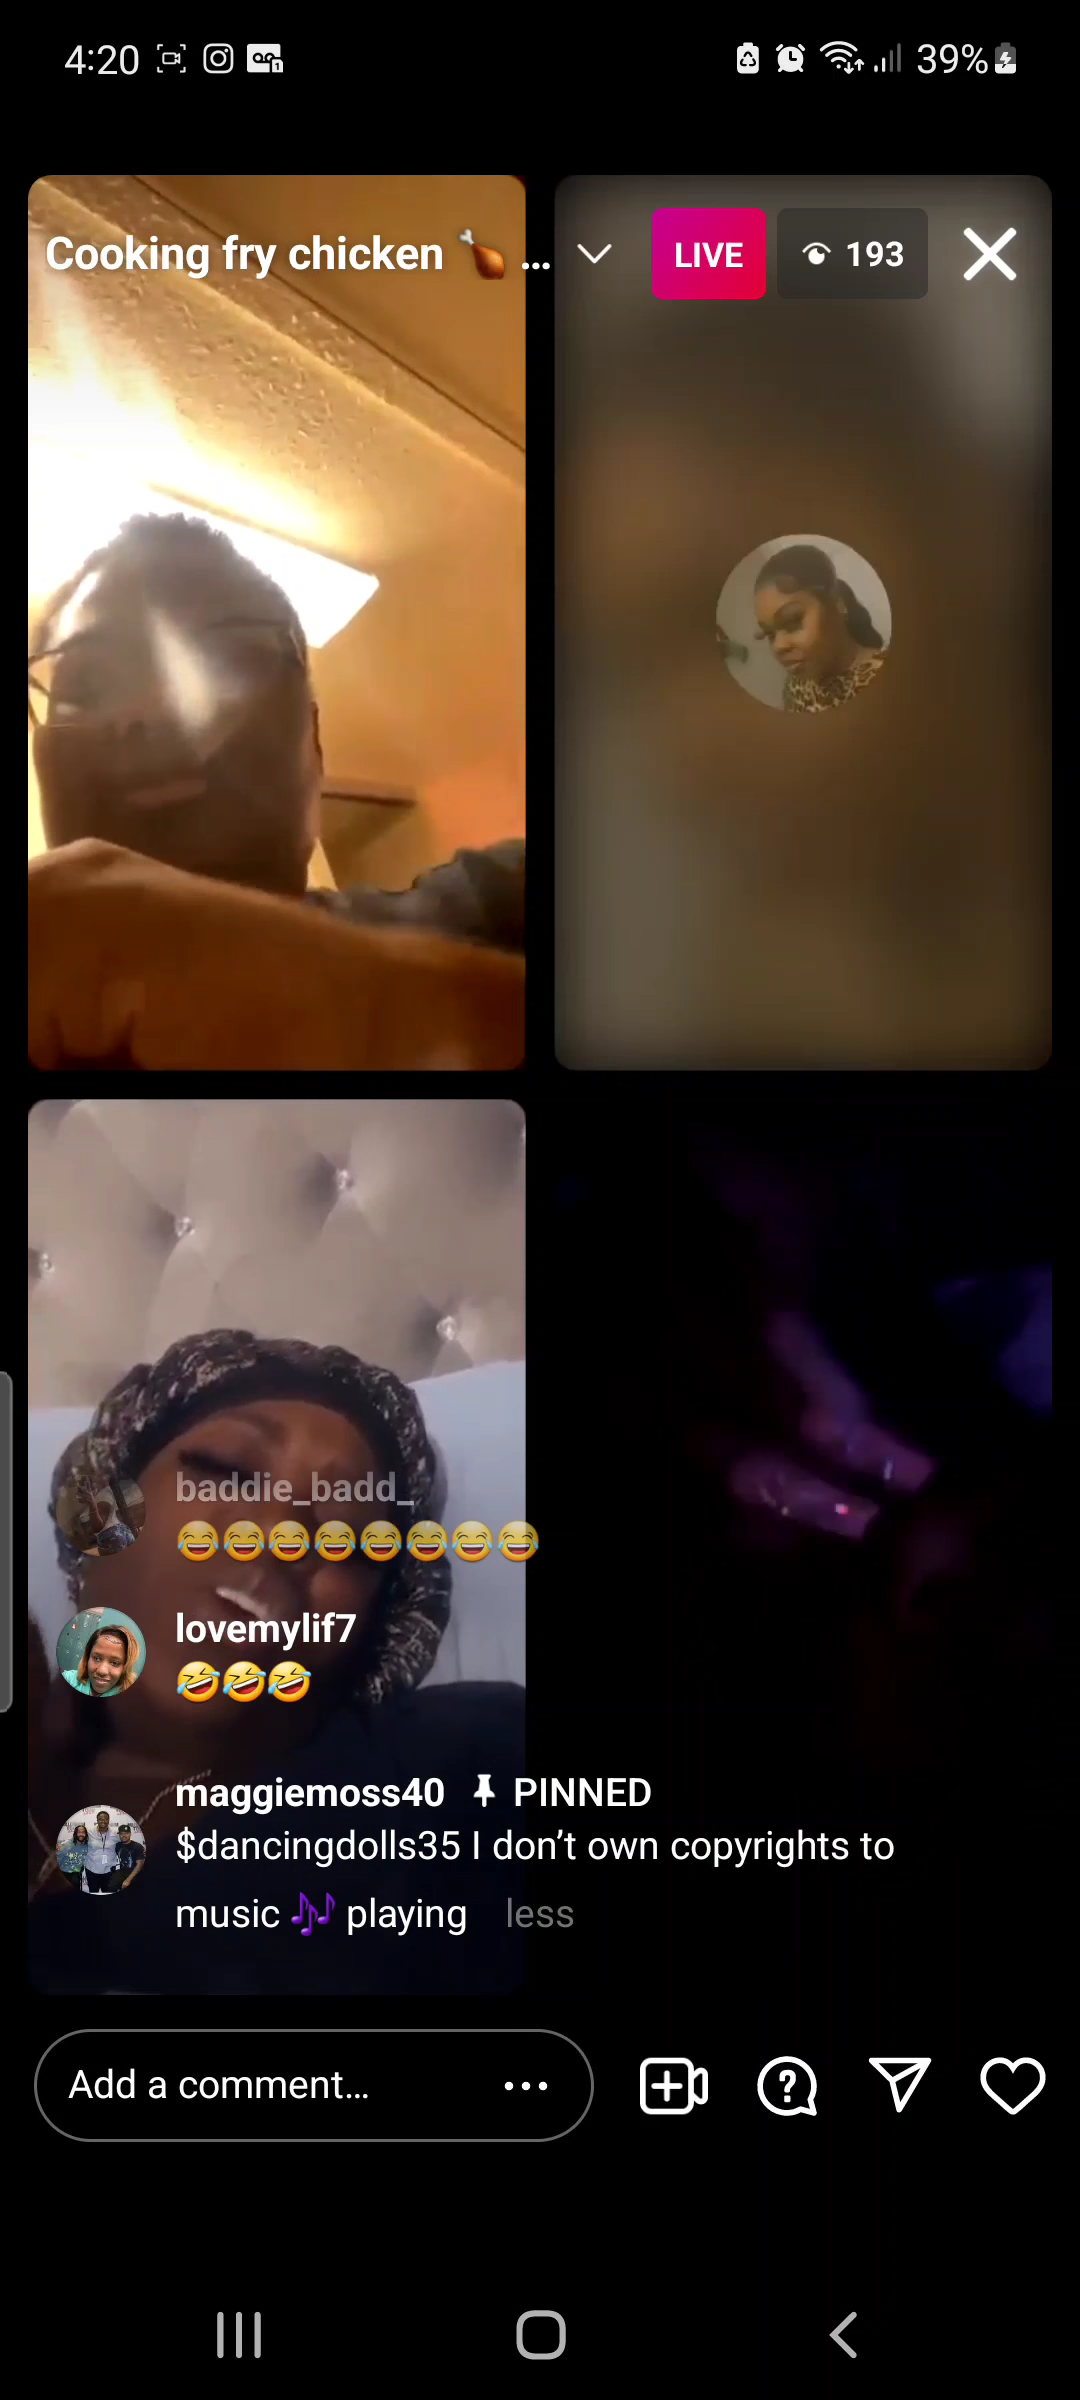 4:20
39%
Cooking fry chicken 🍗 ...
LIVE
193
baddie_badd_
😂😂😂😂😂😂😂😂
lovemylif7
🤣🤣🤣
maggiemoss40 📌 PINNED
$dancingdolls35 I don't own copyrights to
music 🎶 playing less
Add a comment...